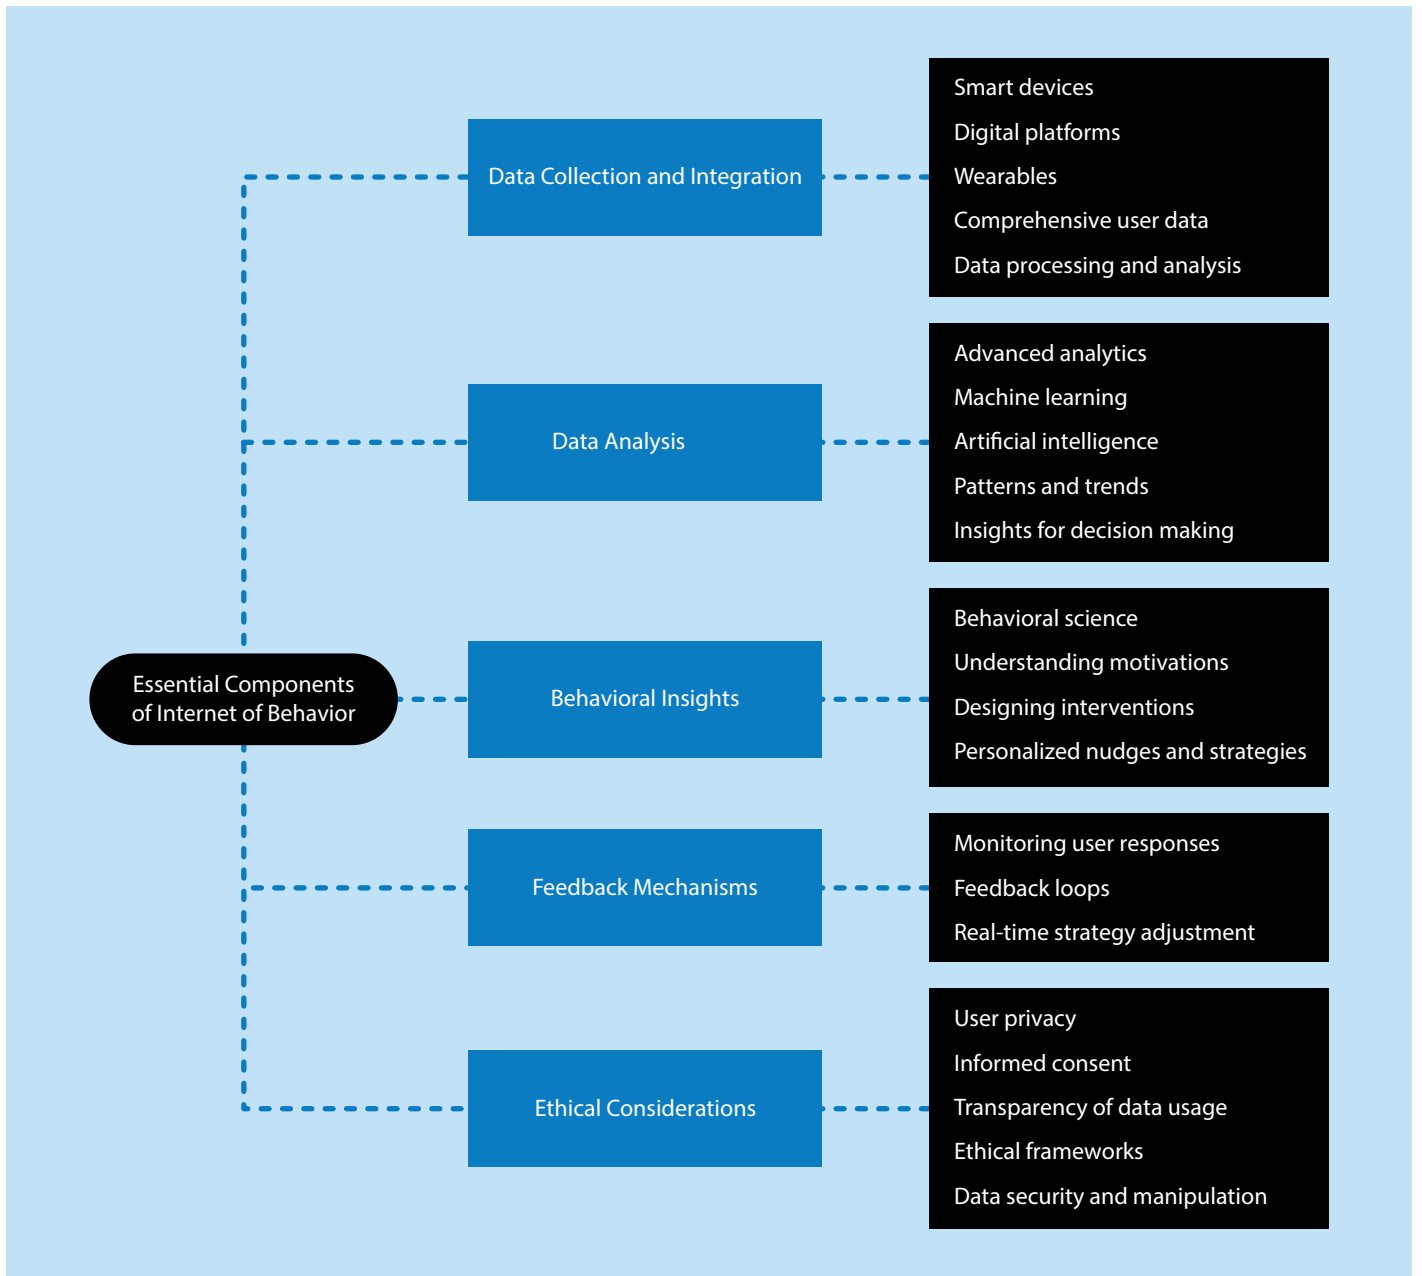 Essential Components
of Internet of Behavior
Data Collection and Integration
Smart devices
Digital platforms
Wearables
Comprehensive user data
Data processing and analysis
Data Analysis
Advanced analytics
Machine learning
Artificial intelligence
Patterns and trends
Insights for decision making
Behavioral Insights
Behavioral science
Understanding motivations
Designing interventions
Personalized nudges and strategies
Feedback Mechanisms
Monitoring user responses
Feedback loops
Real-time strategy adjustment
Ethical Considerations
User privacy
Informed consent
Transparency of data usage
Ethical frameworks
Data security and manipulation